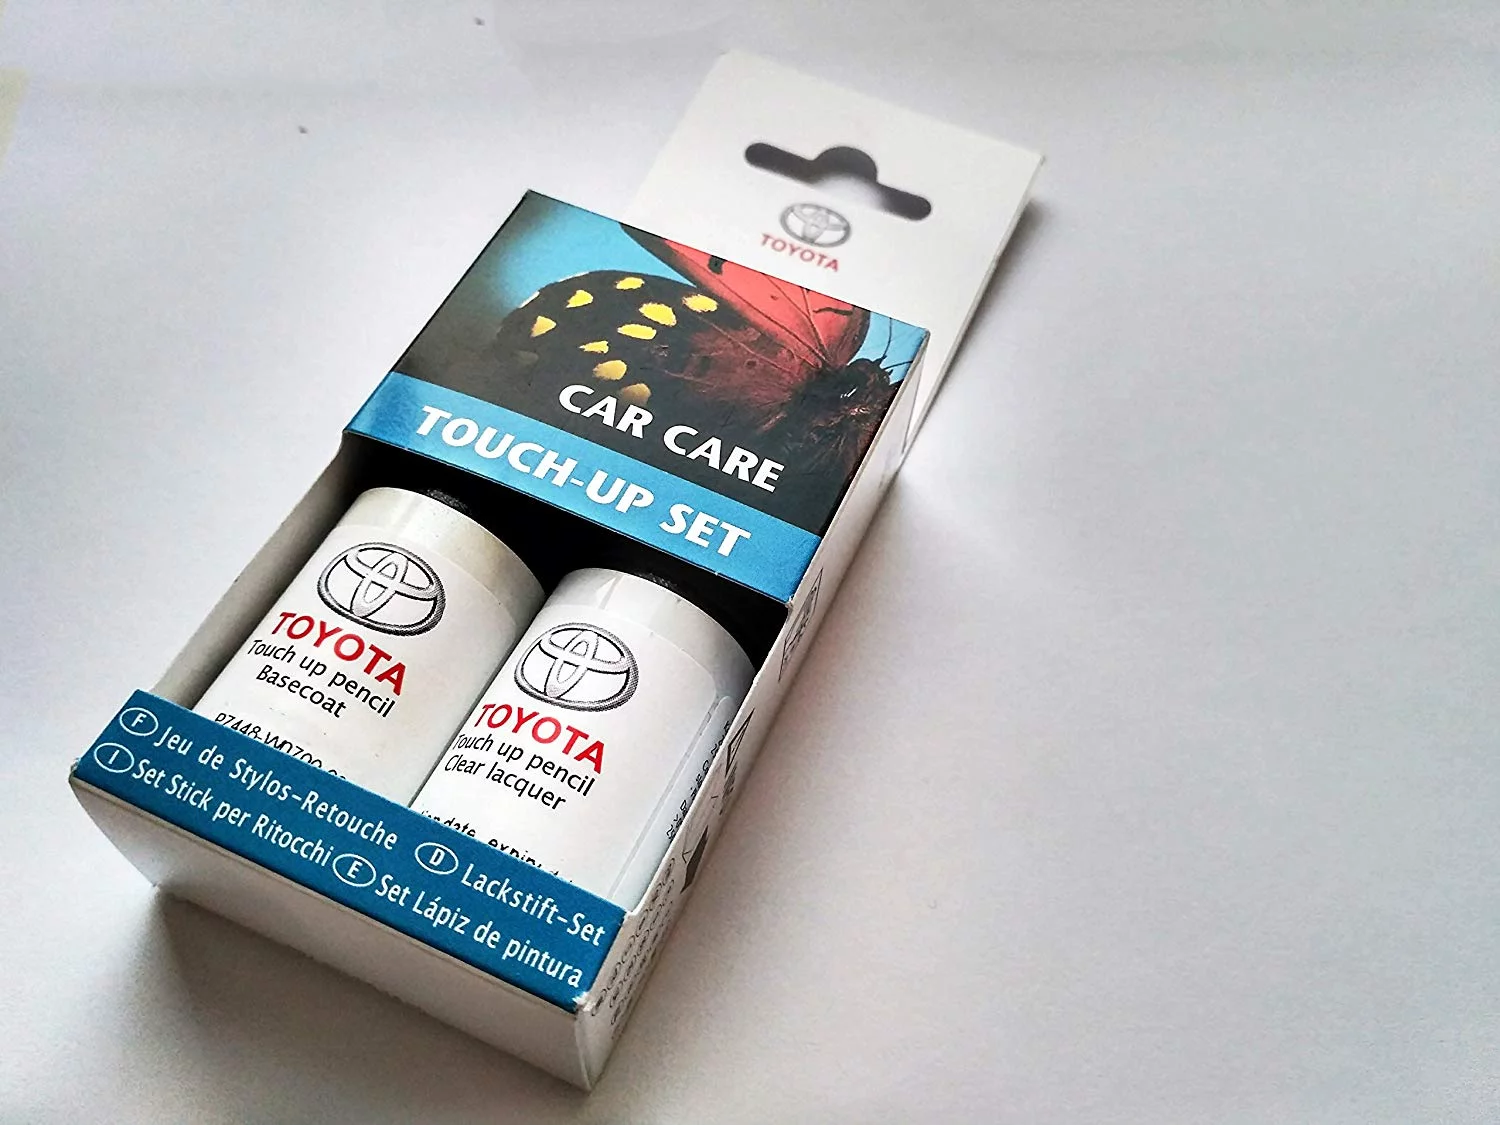 TOYOTA
CAR CARE
TOUCH-UP SET
TOYOTA
Touch up pencil
Basecoat
TOYOTA
Touch up pencil
Clear lacquer
F Jeu de Stylos-Retouche D Lackstift-Set
I Set Stick per Ritocchi E Set Lápiz de pintura